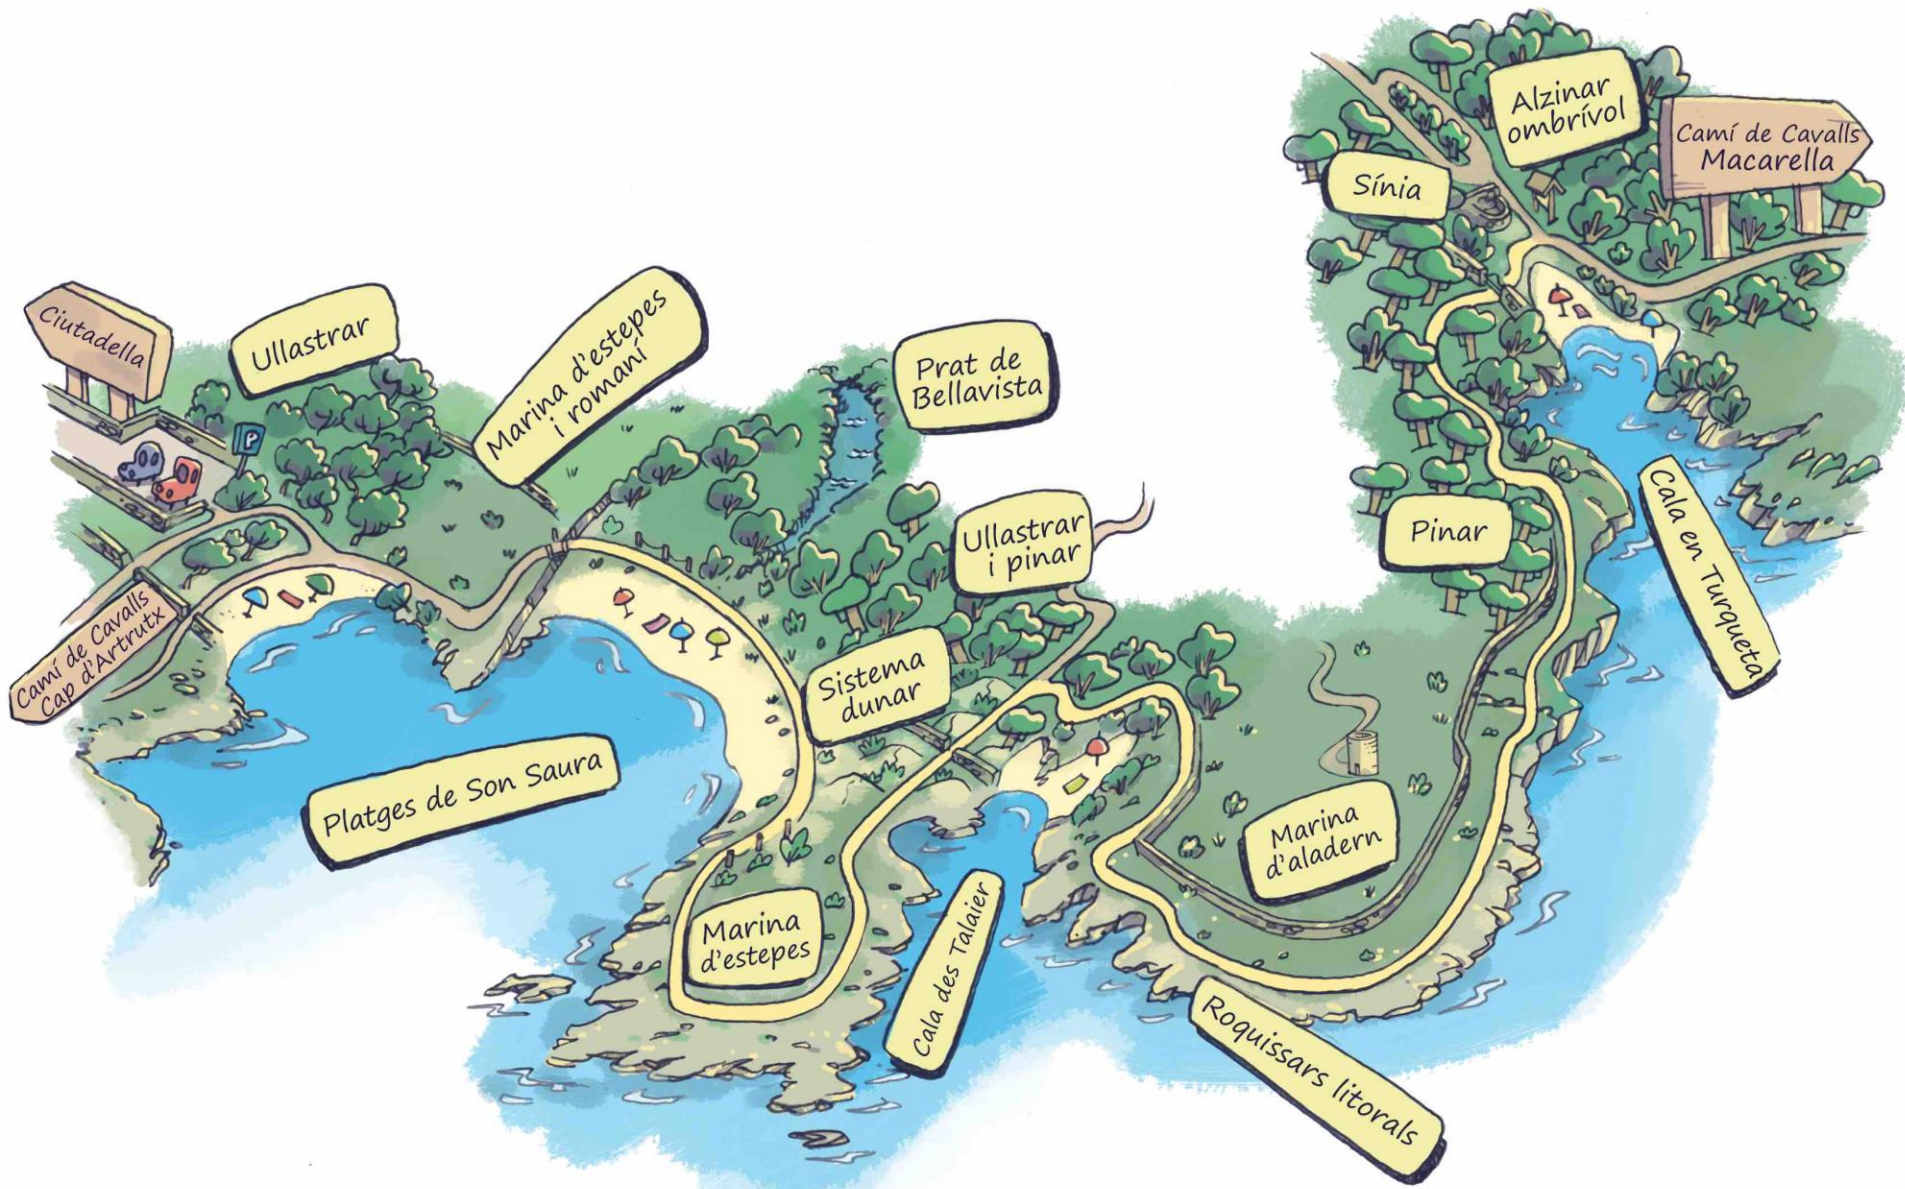 Alzinar
ombrívol
Camí de Cavalls
Macarella
Sínia
Ciutadella
P
Ullastrar
Marina d'estepes
i romaní
Prat de
Bellavista
Ullastrar
i pinar
Pinar
Cala en Turqueta
Camí de Cavalls
Cap d'Artrutx
Sistema
dunar
Platges de Son Saura
Marina
d'aladern
Marina
d'estepes
Cala des Talaier
Roquissars litorals